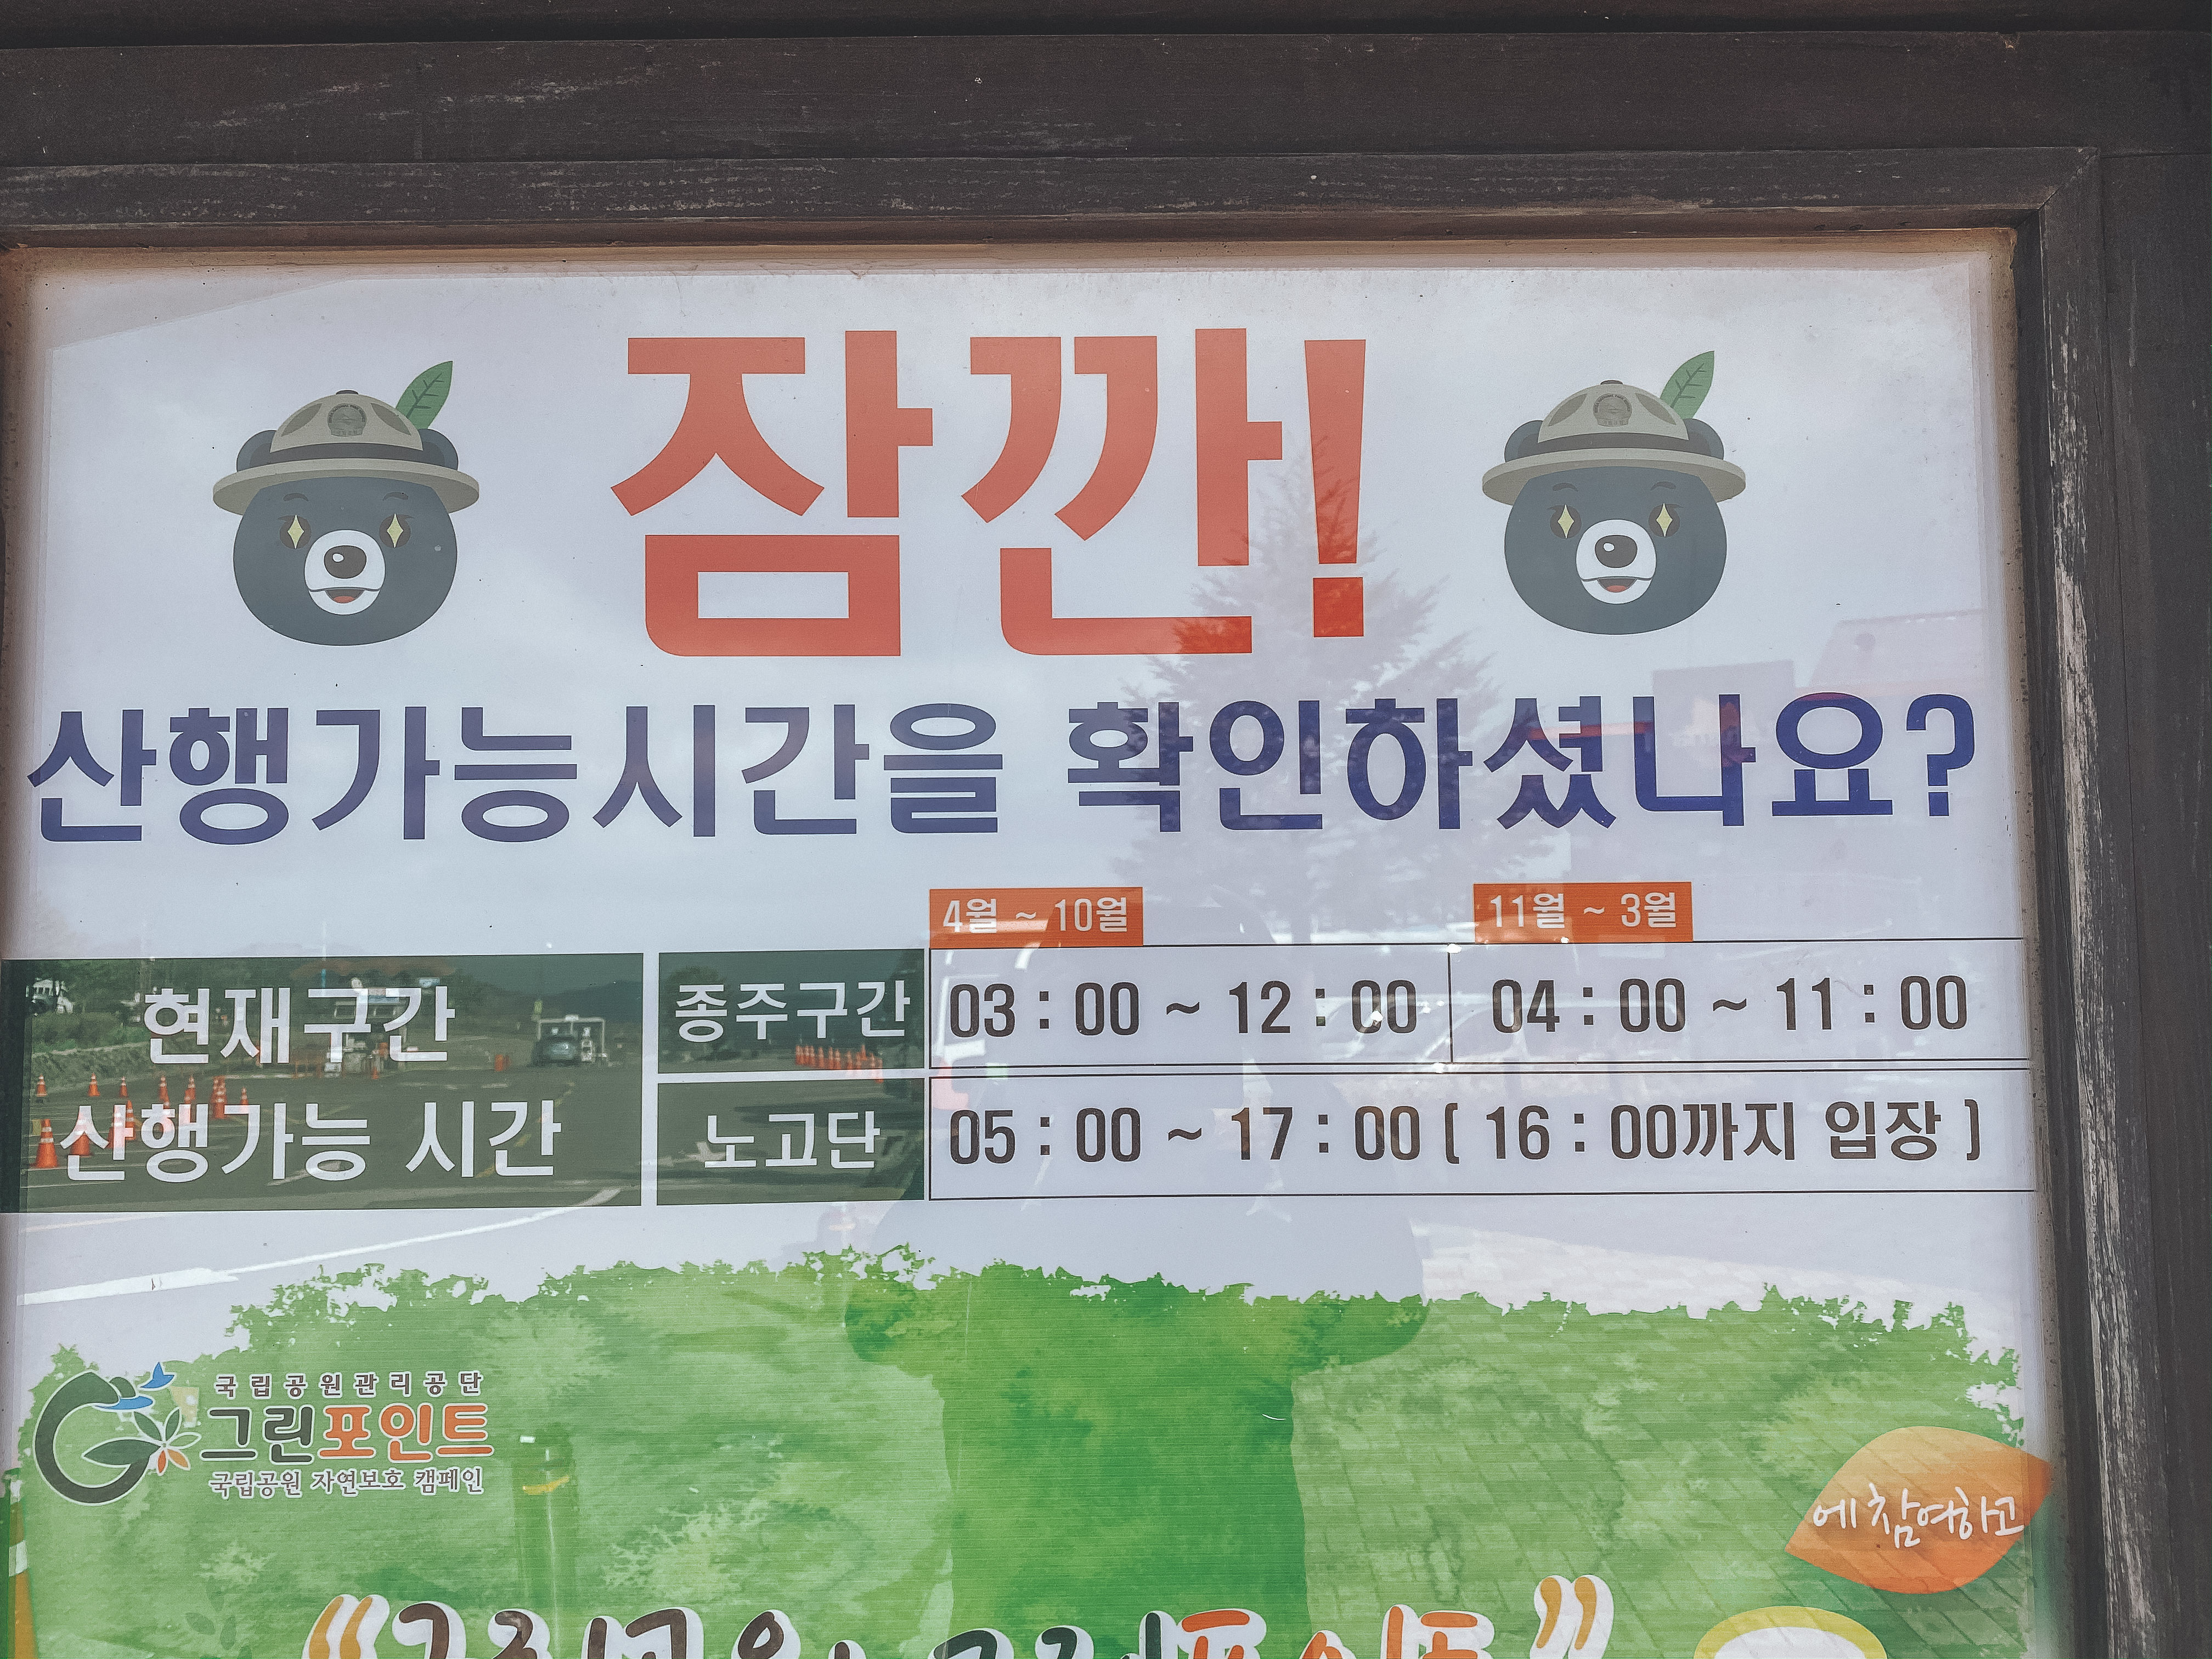 잠깐!
산행가능시간을 확인하셨나요?
4월 ~ 10월 11월 ~ 3월
현재구간
산행가능 시간
종주구간 03 : 00 ~ 12 : 00 04 : 00 ~ 11 : 00
노고단 05 : 00 ~ 17 : 00 [ 16 : 00까지 입장 ]
국립공원관리공단
그린포인트
국립공원 자연보호 캠페인
에 참여하고